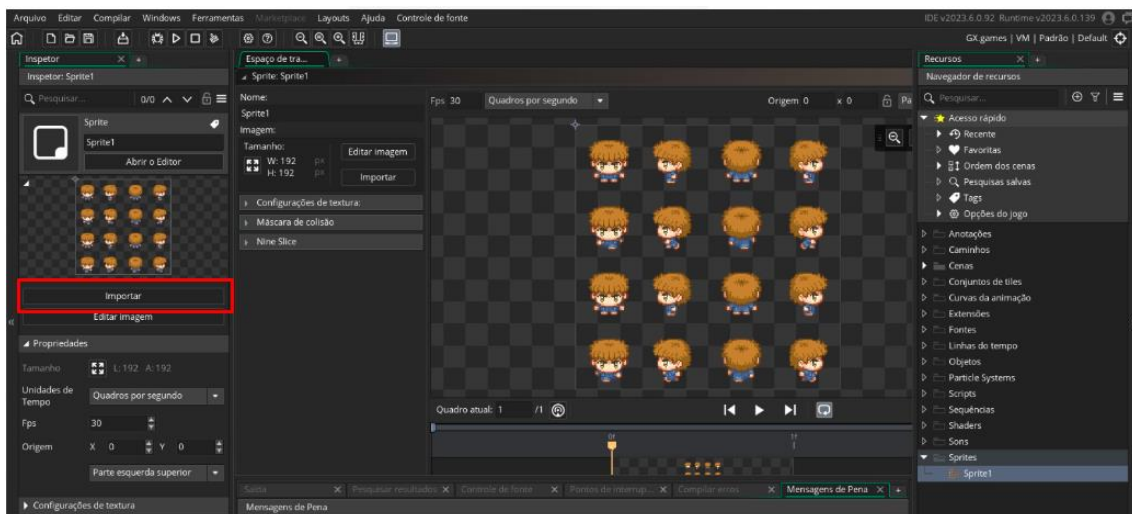 Arquivo Editar Compilar Windows Ferramentas Marketplace Layouts Ajuda Controle de fonte
IDE v2023.6.0.92 Runtime v2023.6.0.139
GX.games | VM | Padrão | Default
Inspetor
Inspetor: Sprite1
Pesquisar... 0/0
Sprite
Sprite1
Abrir o Editor
Importar
Editar imagem
Propriedades
Tamanho L: 192 A: 192
Unidades de Tempo Quadros por segundo
Fps 30
Origem X 0 Y 0
Parte esquerda superior
Configurações de textura
Espaço de tra...
Sprite: Sprite1
Nome:
Sprite1
Imagem:
Tamanho:
W: 192 px
H: 192 px
Editar imagem
Importar
Configurações de textura:
Máscara de colisão
Nine Slice
Fps 30 Quadros por segundo Origem 0 x 0 Pa
Quadro atual: 1 /1
0f 1f
Saída Pesquisar resultados Controle de fonte Pontos de interrup... Compilar erros Mensagens de Pena
Mensagens de Pena
Recursos
Navegador de recursos
Pesquisar...
Acesso rápido
Recente
Favoritas
Ordem dos cenas
Pesquisas salvas
Tags
Opções do jogo
Anotações
Caminhos
Cenas
Conjuntos de tiles
Curvas da animação
Extensões
Fontes
Linhas do tempo
Objetos
Particle Systems
Scripts
Sequências
Shaders
Sons
Sprites
Sprite1